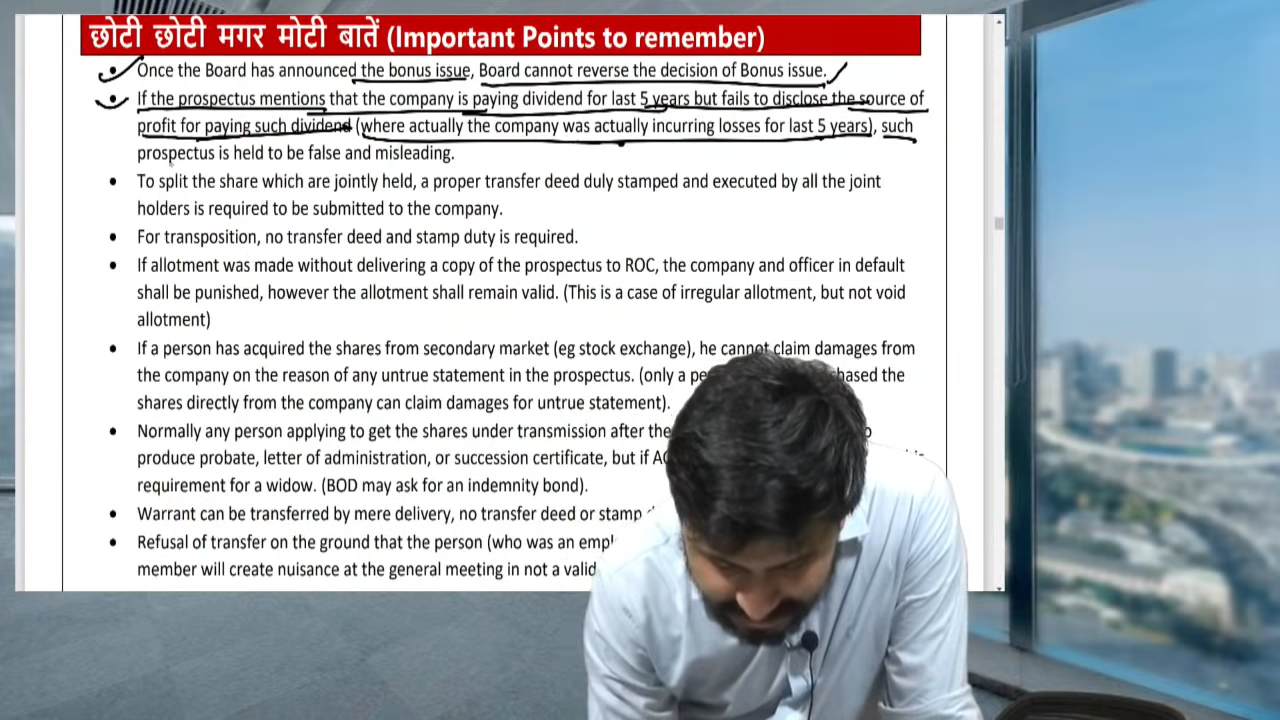 छोटी छोटी मगर मोटी बातें (Important Points to remember)
• Once the Board has announced the bonus issue, Board cannot reverse the decision of Bonus issue.
• If the prospectus mentions that the company is paying dividend for last 5 years but fails to disclose the source of
profit for paying such dividend (where actually the company was actually incurring losses for last 5 years), such
prospectus is held to be false and misleading.
• To split the share which are jointly held, a proper transfer deed duly stamped and executed by all the joint
holders is required to be submitted to the company.
• For transposition, no transfer deed and stamp duty is required.
• If allotment was made without delivering a copy of the prospectus to ROC, the company and officer in default
shall be punished, however the allotment shall remain valid. (This is a case of irregular allotment, but not void
allotment)
• If a person has acquired the shares from secondary market (eg stock exchange), he cannot claim damages from
the company on the reason of any untrue statement in the prospectus. (only a the
shares directly from the company can claim damages for untrue statement).
• Normally any person applying to get the shares under transmission after the
produce probate, letter of administration, or succession certificate, but if
requirement for a widow. (BOD may ask for an indemnity bond).
• Warrant can be transferred by mere delivery, no transfer deed or stamp
• Refusal of transfer on the ground that the person (who was an
member will create nuisance at the general meeting in not a valid